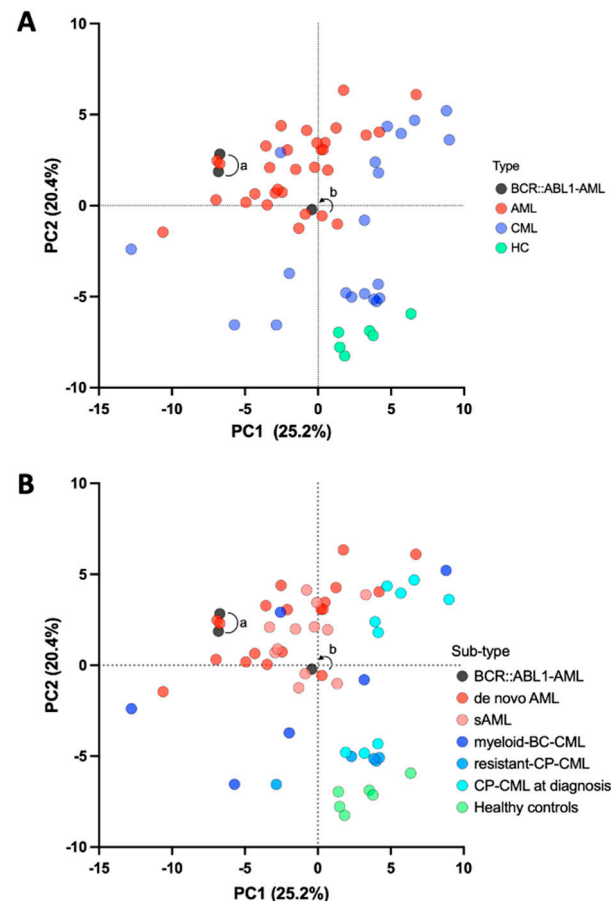 A
10
5
0
-5
-10
PC2 (20.4%)
a
b
-15
-10
-5
0
5
10
PC1 (25.2%)
Type
BCR::ABL1-AML
AML
CML
HC
B
10
5
0
-5
-10
PC2 (20.4%)
a
b
-15
-10
-5
0
5
10
PC1 (25.2%)
Sub-type
BCR::ABL1-AML
de novo AML
sAML
myeloid-BC-CML
resistant-CP-CML
CP-CML at diagnosis
Healthy controls